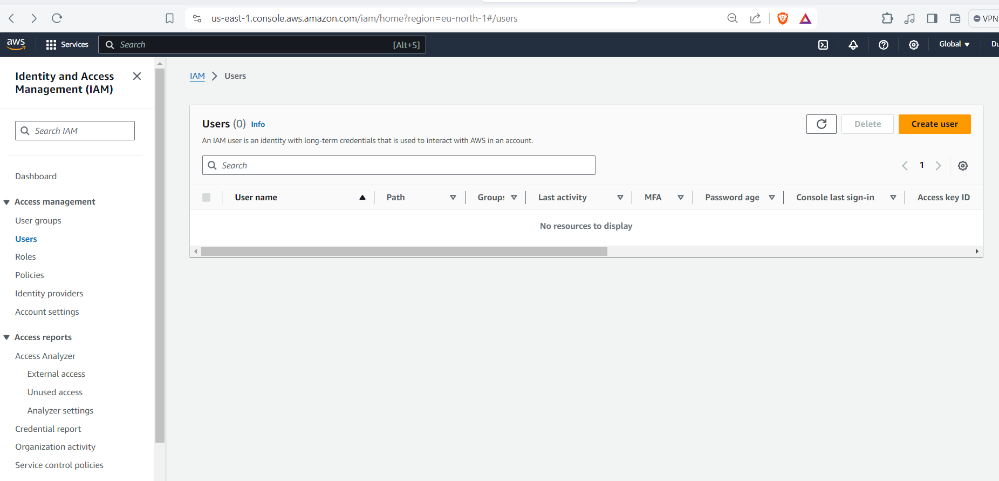 us-east-1.console.aws.amazon.com/iam/home?region=eu-north-1#/users
VPN
aws
Services
Search
[Alt+S]
Global
Identity and Access
Management (IAM)
Search IAM
Dashboard
Access management
User groups
Users
Roles
Policies
Identity providers
Account settings
Access reports
Access Analyzer
External access
Unused access
Analyzer settings
Credential report
Organization activity
Service control policies
IAM > Users
Users (0) Info
Delete
Create user
An IAM user is an identity with long-term credentials that is used to interact with AWS in an account.
Search
1
User name
Path
Groups
Last activity
MFA
Password age
Console last sign-in
Access key ID
No resources to display